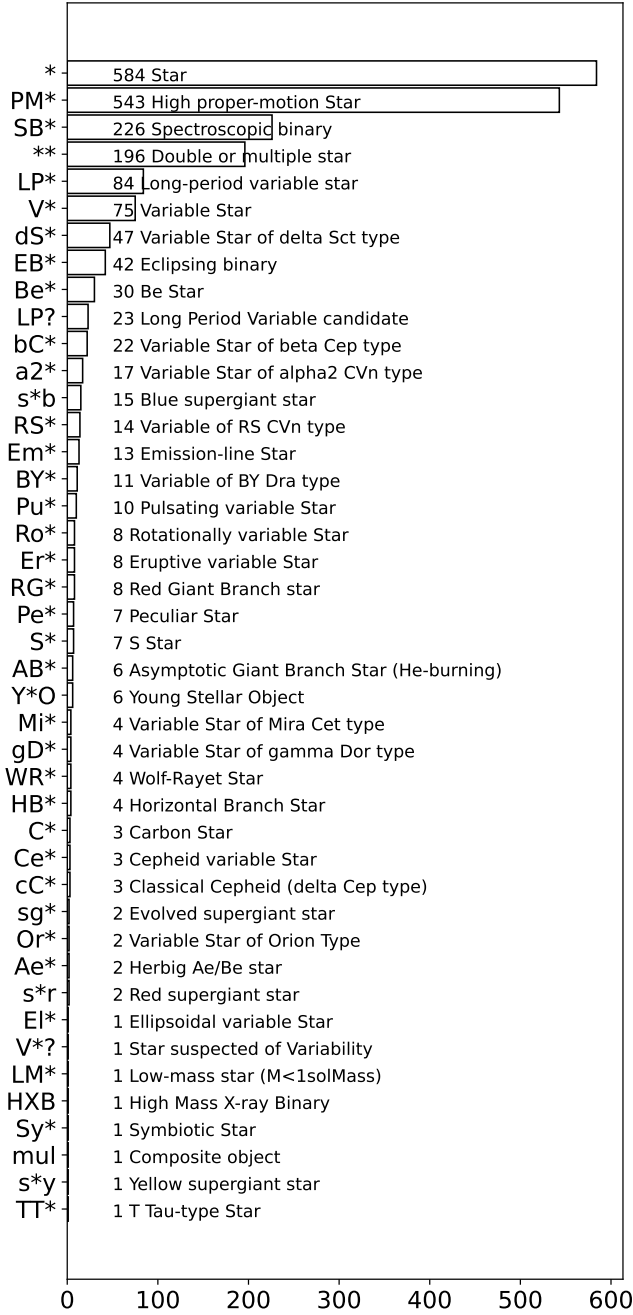 * 584 Star
PM* 543 High proper-motion Star
SB* 226 Spectroscopic binary
** 196 Double or multiple star
LP* 84 Long-period variable star
V* 75 Variable Star
dS* 47 Variable Star of delta Sct type
EB* 42 Eclipsing binary
Be* 30 Be Star
LP? 23 Long Period Variable candidate
bC* 22 Variable Star of beta Cep type
a2* 17 Variable Star of alpha2 CVn type
s*b 15 Blue supergiant star
RS* 14 Variable of RS CVn type
Em* 13 Emission-line Star
BY* 11 Variable of BY Dra type
Pu* 10 Pulsating variable Star
Ro* 8 Rotationally variable Star
Er* 8 Eruptive variable Star
RG* 8 Red Giant Branch star
Pe* 7 Peculiar Star
S* 7 S Star
AB* 6 Asymptotic Giant Branch Star (He-burning)
Y*O 6 Young Stellar Object
Mi* 4 Variable Star of Mira Cet type
gD* 4 Variable Star of gamma Dor type
WR* 4 Wolf-Rayet Star
HB* 4 Horizontal Branch Star
C* 3 Carbon Star
Ce* 3 Cepheid variable Star
cC* 3 Classical Cepheid (delta Cep type)
sg* 2 Evolved supergiant star
Or* 2 Variable Star of Orion Type
Ae* 2 Herbig Ae/Be star
s*r 2 Red supergiant star
El* 1 Ellipsoidal variable Star
V*? 1 Star suspected of Variability
LM* 1 Low-mass star (M<1solMass)
HXB 1 High Mass X-ray Binary
Sy* 1 Symbiotic Star
mul 1 Composite object
s*y 1 Yellow supergiant star
TT* 1 T Tau-type Star
0 100 200 300 400 500 600